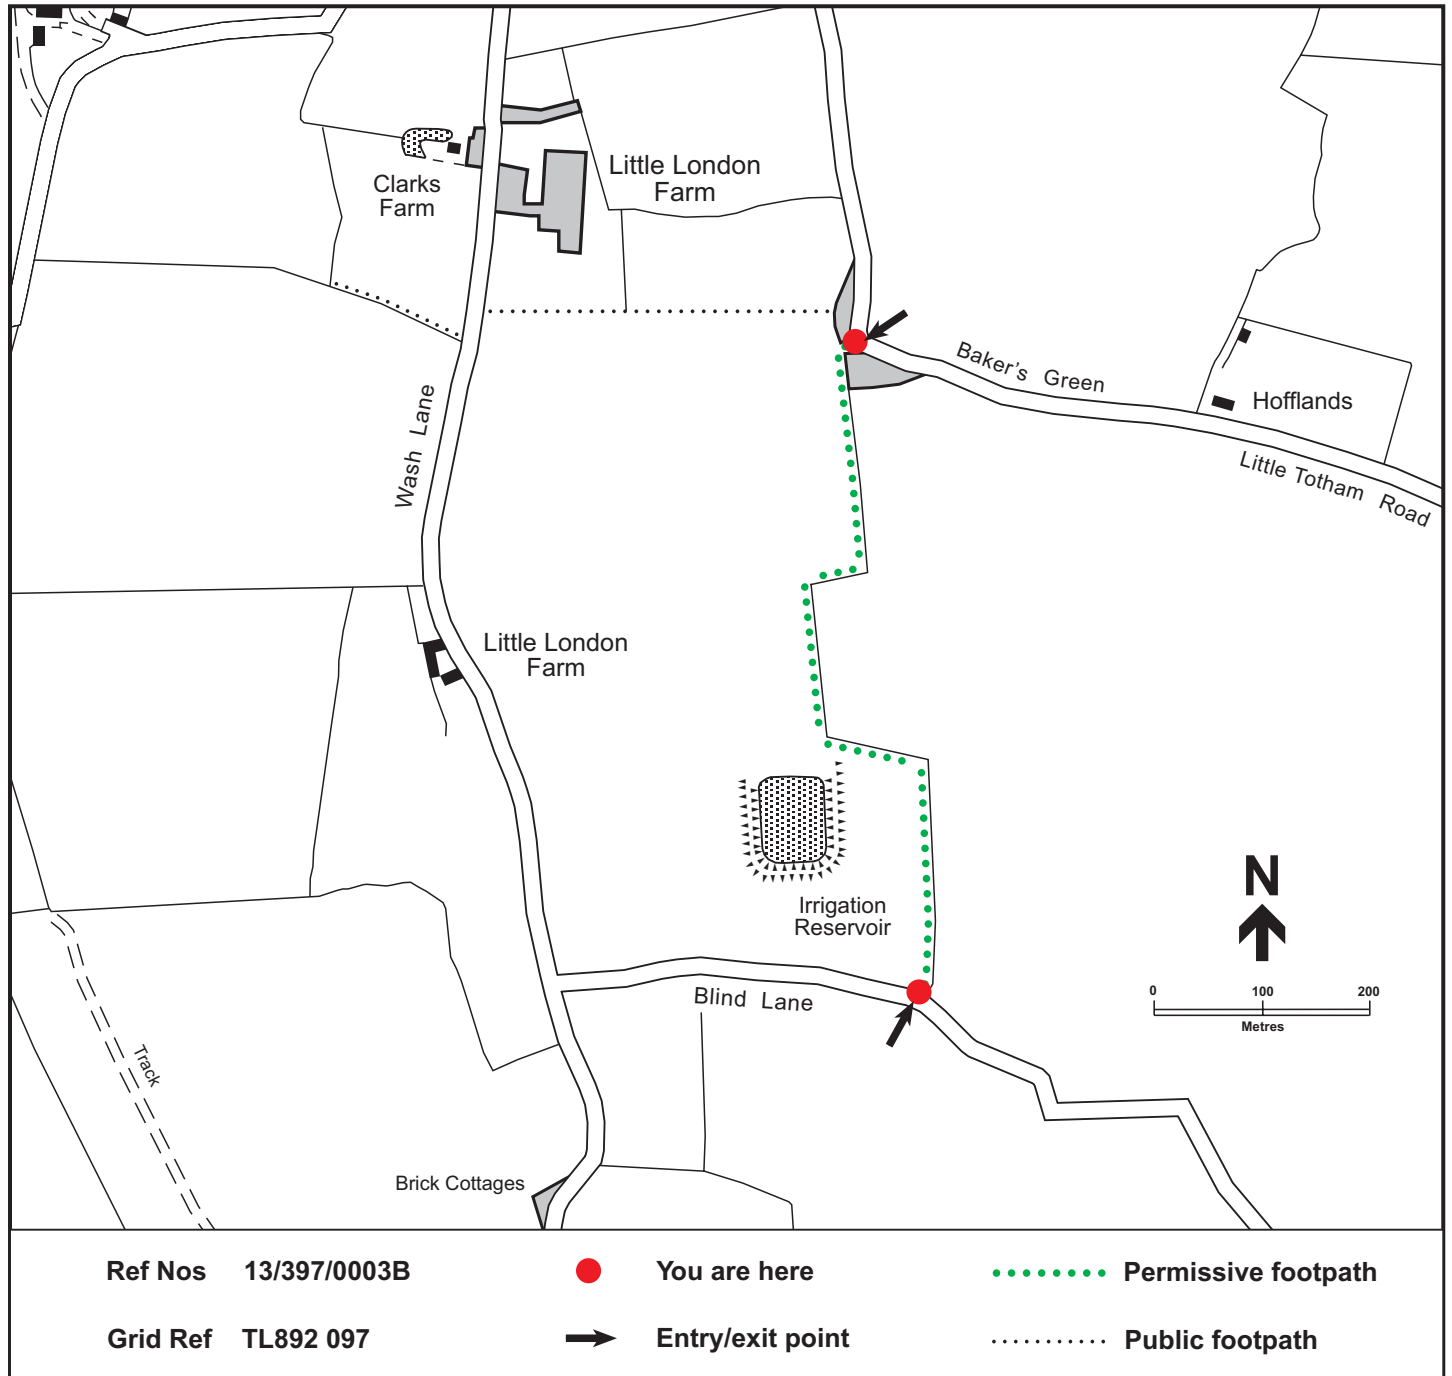 Little London
Farm
Clarks
Farm
Baker's Green
Hofflands
Wash Lane
Little Totham Road
Little London
Farm
Irrigation
Reservoir
N
Blind Lane
0 100 200
Metres
Track
Brick Cottages
Ref Nos 13/397/0003B
You are here
Permissive footpath
Grid Ref TL892 097
Entry/exit point
Public footpath